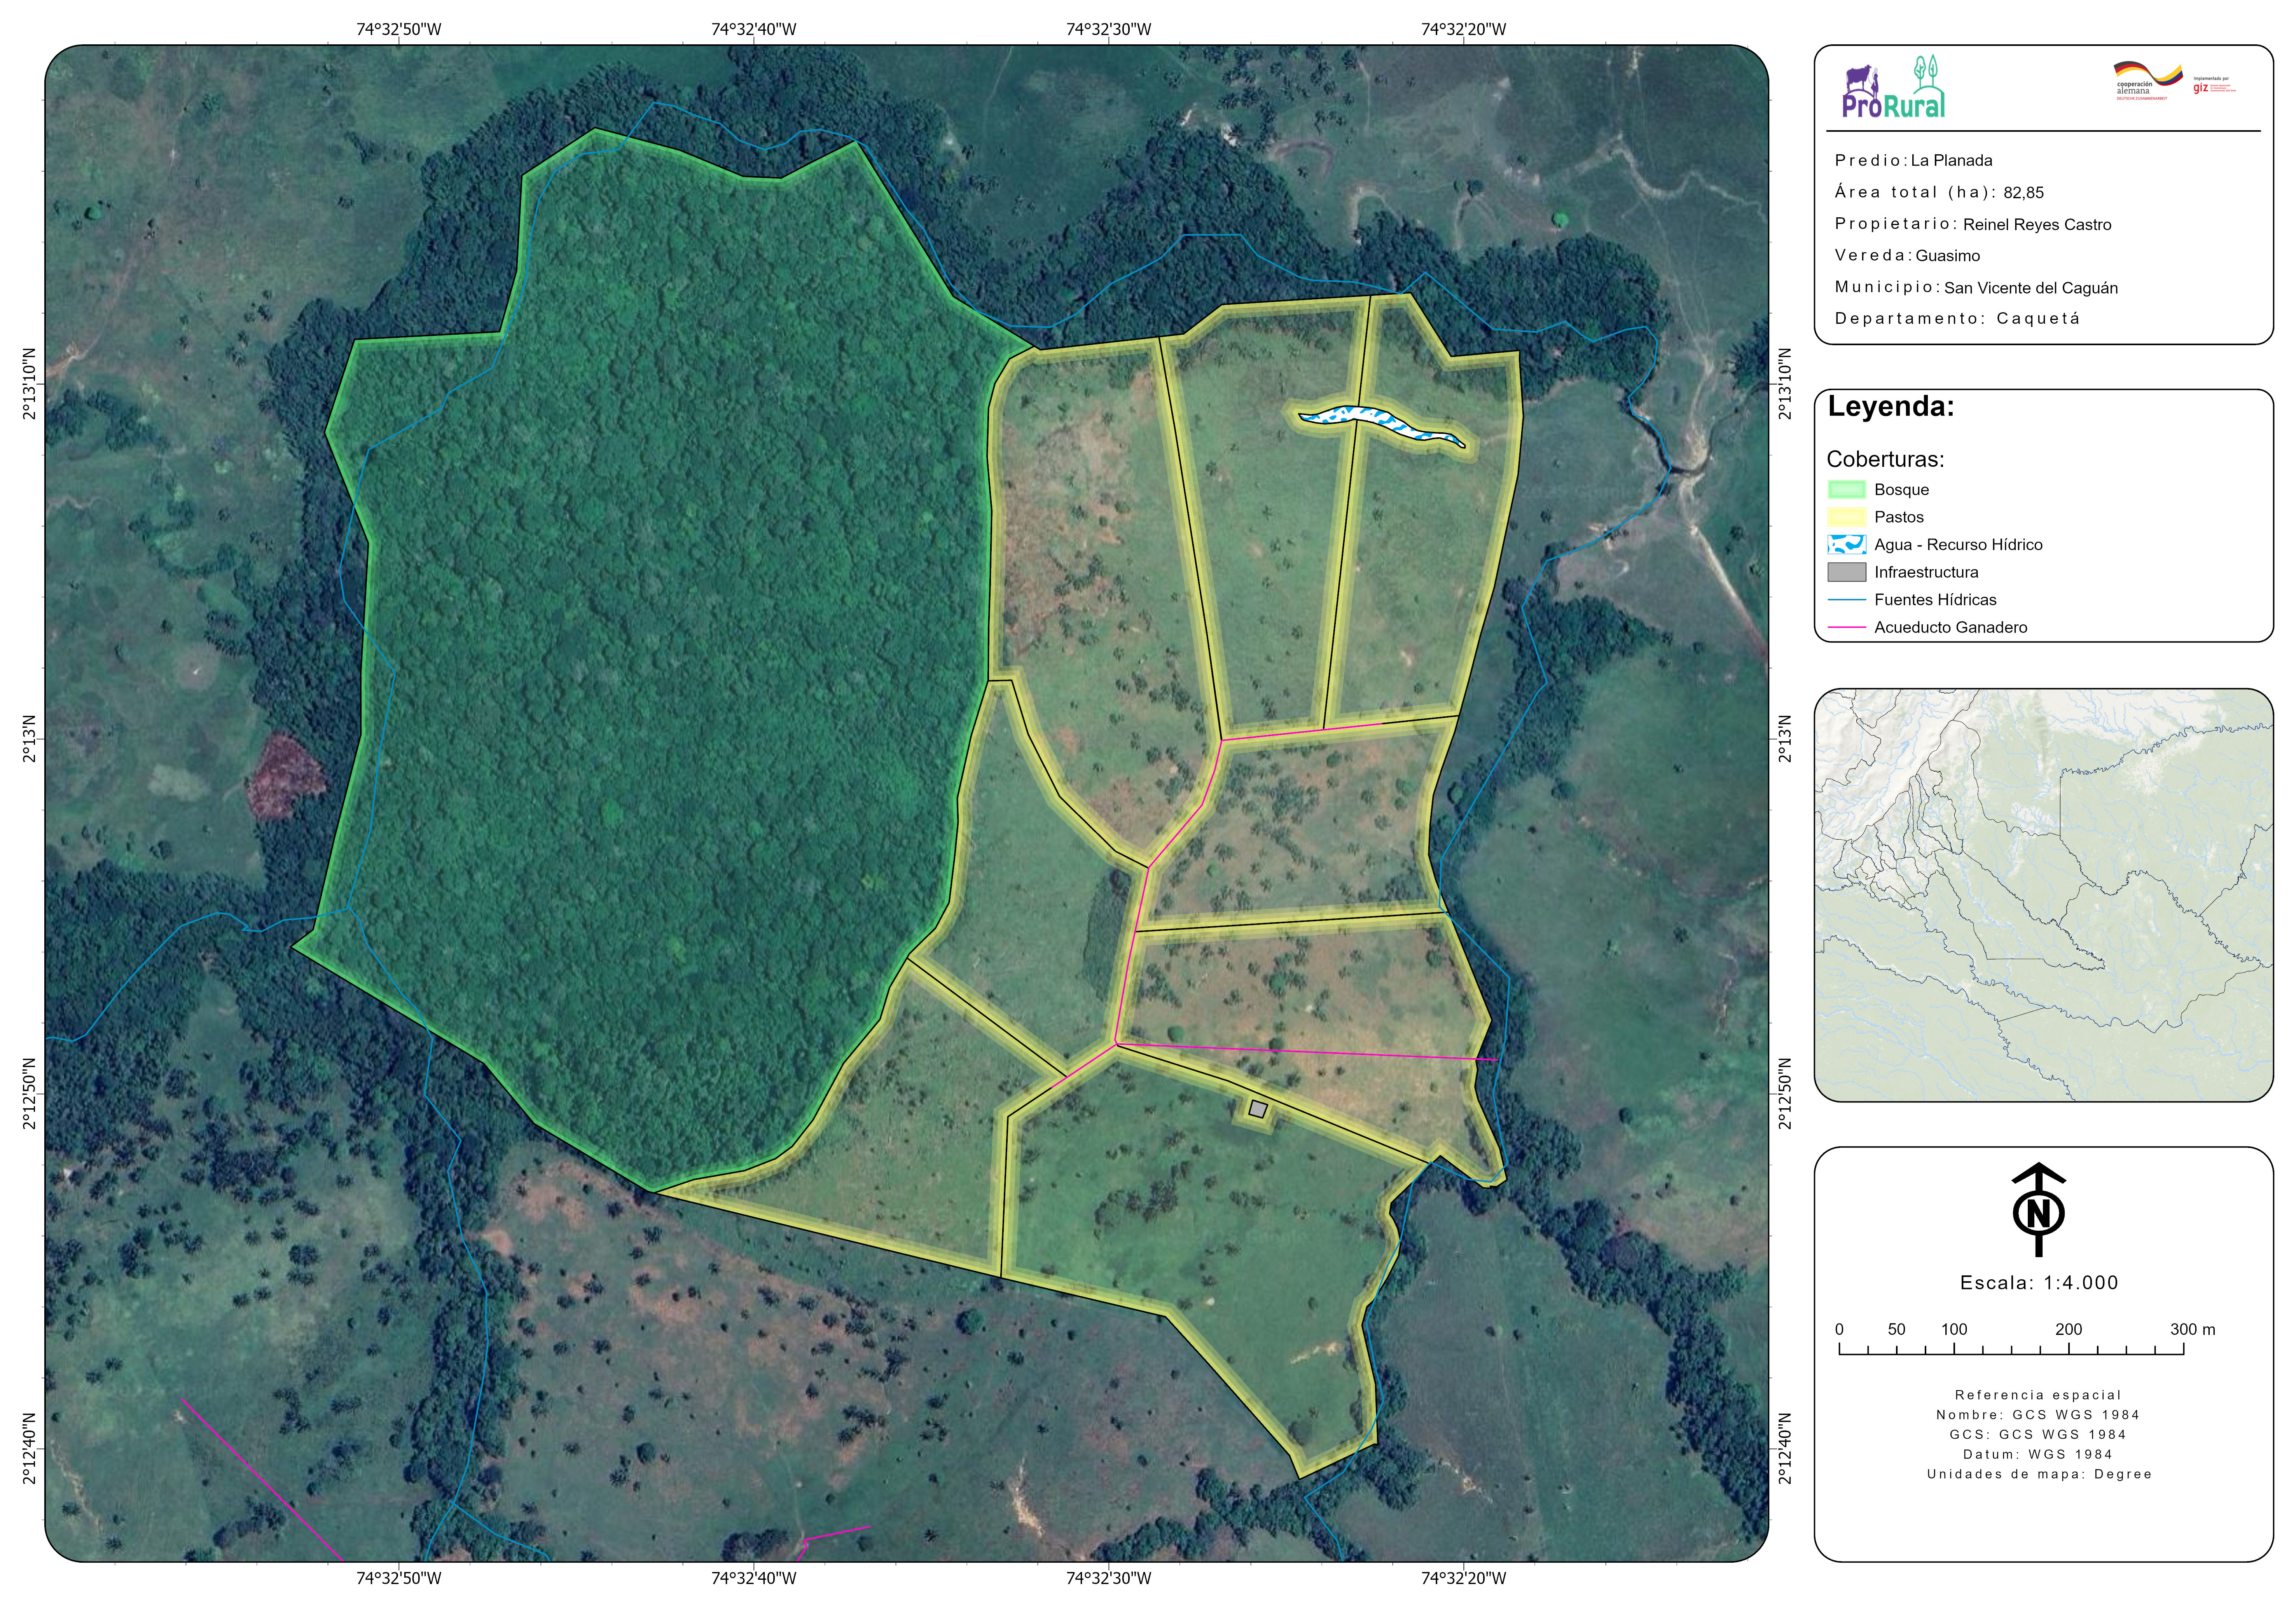 74°32'50"W
74°32'40"W
74°32'30"W
74°32'20"W
2°13'10"N
2°13'N
2°12'50"N
2°12'40"N
2°13'10"N
2°13'N
2°12'50"N
2°12'40"N
74°32'50"W
74°32'40"W
74°32'30"W
74°32'20"W
ProRural
cooperación
alemana
DEUTSCHE ZUSAMMENARBEIT
Implementada por
giz
Predio: La Planada
Área total (ha): 82,85
Propietario: Reinel Reyes Castro
Vereda: Guasimo
Municipio: San Vicente del Caguán
Departamento: Caquetá
Leyenda:
Coberturas:
Bosque
Pastos
Agua - Recurso Hídrico
Infraestructura
Fuentes Hídricas
Acueducto Ganadero
N
Escala: 1:4.000
0 50 100 200 300 m
Referencia espacial
Nombre: GCS WGS 1984
GCS: GCS WGS 1984
Datum: WGS 1984
Unidades de mapa: Degree